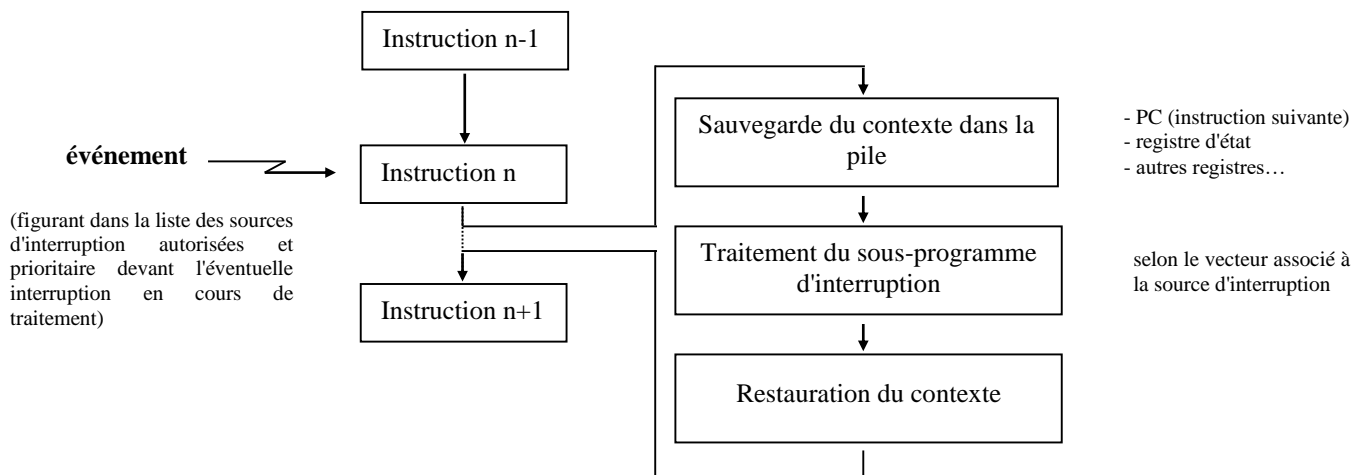 Instruction n-1
Sauvegarde du contexte dans la
pile
- PC (instruction suivante)
- registre d'état
- autres registres…
événement
Instruction n
(figurant dans la liste des sources
d'interruption autorisées et
prioritaire devant l'éventuelle
interruption en cours de
traitement)
Traitement du sous-programme
d'interruption
selon le vecteur associé à
la source d'interruption
Instruction n+1
Restauration du contexte